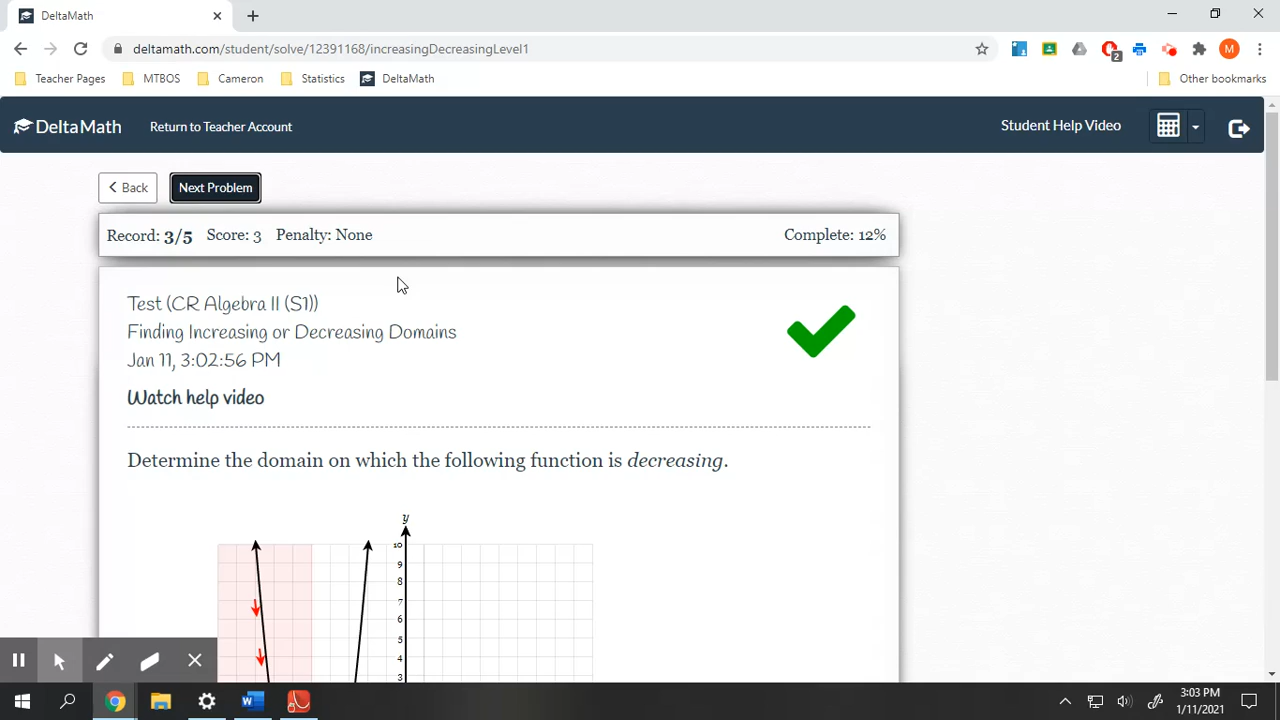 DeltaMath
deltamath.com/student/solve/12391168/increasingDecreasingLevel1
2
M
Teacher Pages
MTBOS
Cameron
Statistics
DeltaMath
Other bookmarks
DeltaMath
Return to Teacher Account
Student Help Video
Back
Next Problem
Record: 3/5 Score: 3 Penalty: None
Complete: 12%
Test (CR Algebra II (S1))
Finding Increasing or Decreasing Domains
Jan 11, 3:02:56 PM
Watch help video
Determine the domain on which the following function is decreasing.
y
10
9
8
7
6
5
4
3
3:03 PM
1/11/2021